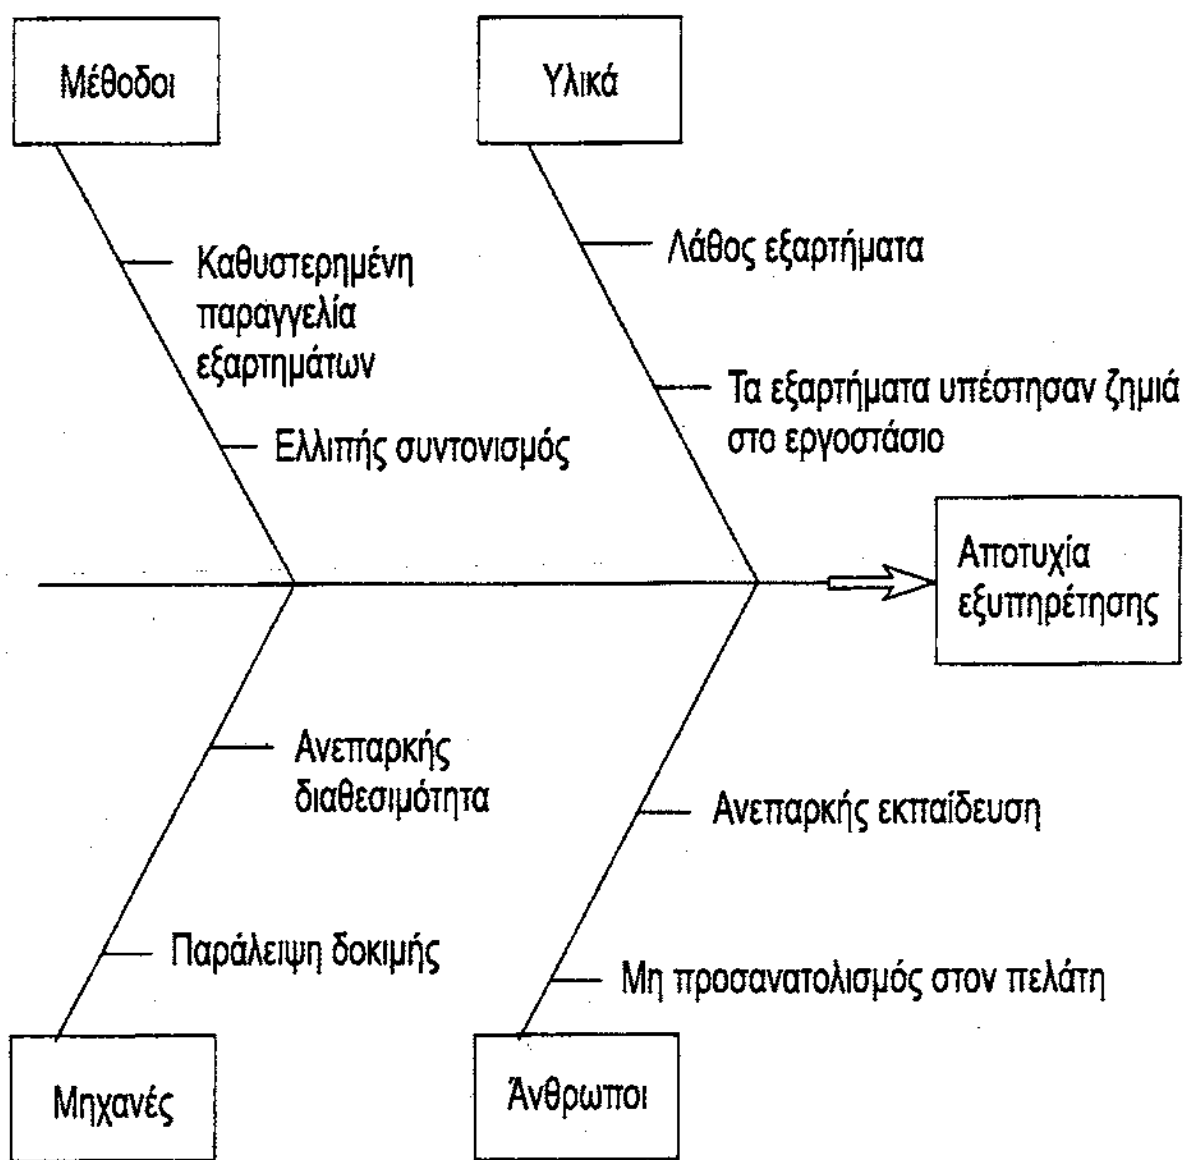 Μέθοδοι
Υλικά
Λάθος εξαρτήματα
Καθυστερημένη
παραγγελία
εξαρτημάτων
Τα εξαρτήματα υπέστησαν ζημιά
στο εργοστάσιο
Ελλιπής συντονισμός
Αποτυχία
εξυπηρέτησης
Ανεπαρκής
διαθεσιμότητα
Ανεπαρκής εκπαίδευση
Παράλειψη δοκιμής
Μη προσανατολισμός στον πελάτη
Μηχανές
Άνθρωποι